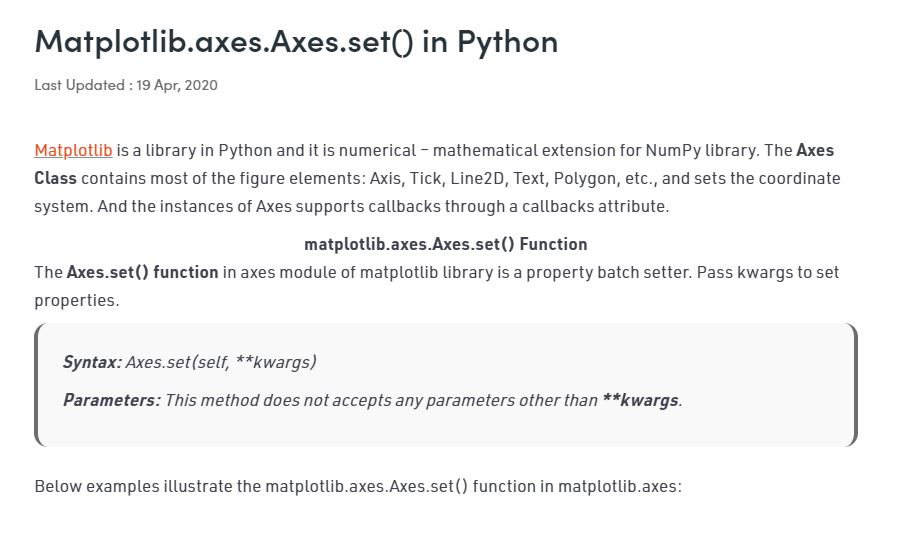 Matplotlib.axes.Axes.set() in Python
Last Updated : 19 Apr, 2020
Matplotlib is a library in Python and it is numerical – mathematical extension for NumPy library. The Axes
Class contains most of the figure elements: Axis, Tick, Line2D, Text, Polygon, etc., and sets the coordinate
system. And the instances of Axes supports callbacks through a callbacks attribute.
matplotlib.axes.Axes.set() Function
The Axes.set() function in axes module of matplotlib library is a property batch setter. Pass kwargs to set
properties.
Syntax: Axes.set(self, **kwargs)
Parameters: This method does not accepts any parameters other than **kwargs.
Below examples illustrate the matplotlib.axes.Axes.set() function in matplotlib.axes: